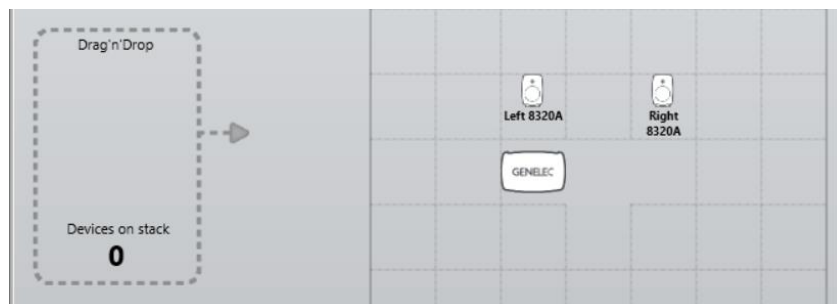 Drag'n'Drop
Devices on stack
0
Left 8320A
Right
8320A
GENELEC